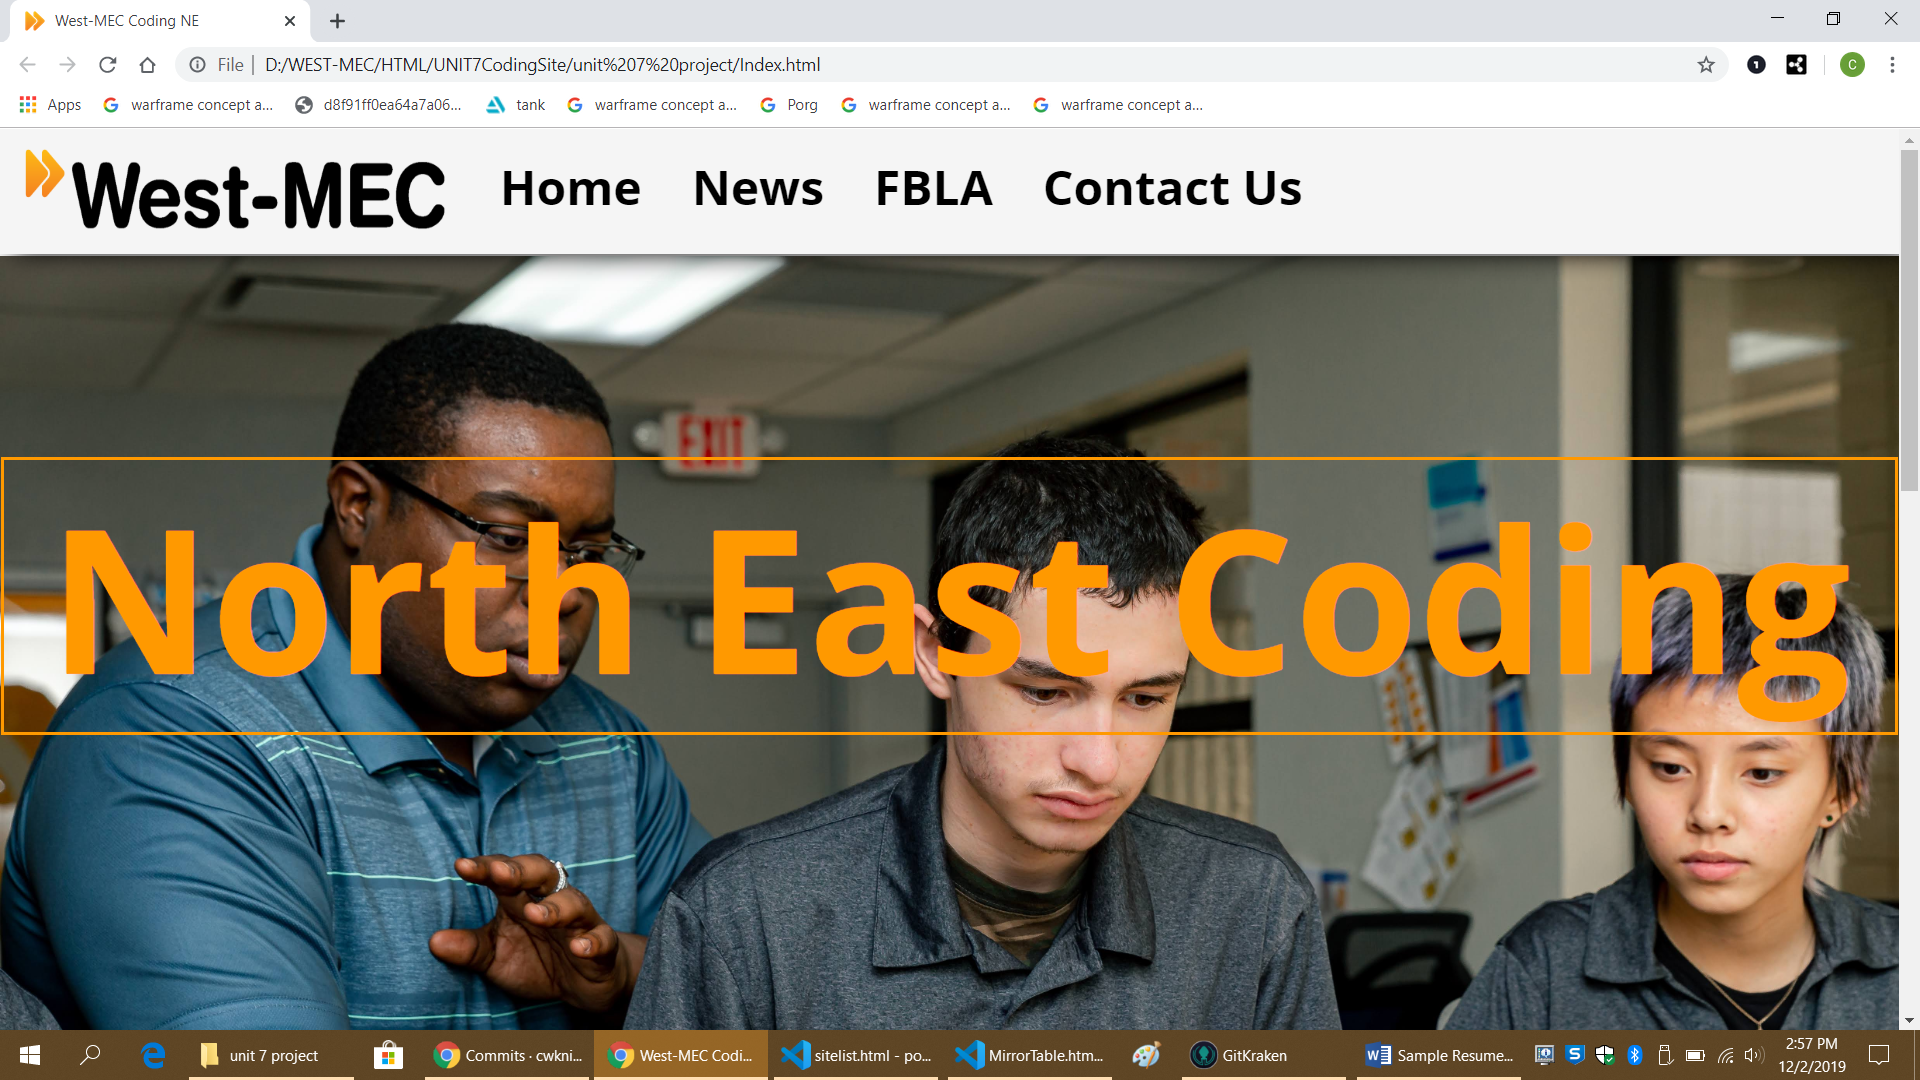 West-MEC Coding NE
File
D:/WEST-MEC/HTML/UNIT7CodingSite/unit%207%20project/Index.html
1
C
Apps
warframe concept a...
d8f91ff0ea64a7a06...
tank
warframe concept a...
Porg
warframe concept a...
warframe concept a...
West-MEC
Home
News
FBLA
Contact Us
EXIT
North East Coding
unit 7 project
Commits · cwkni...
West-MEC Codi...
sitelist.html - po...
MirrorTable.htm...
GitKraken
Sample Resume...
2:57 PM
12/2/2019